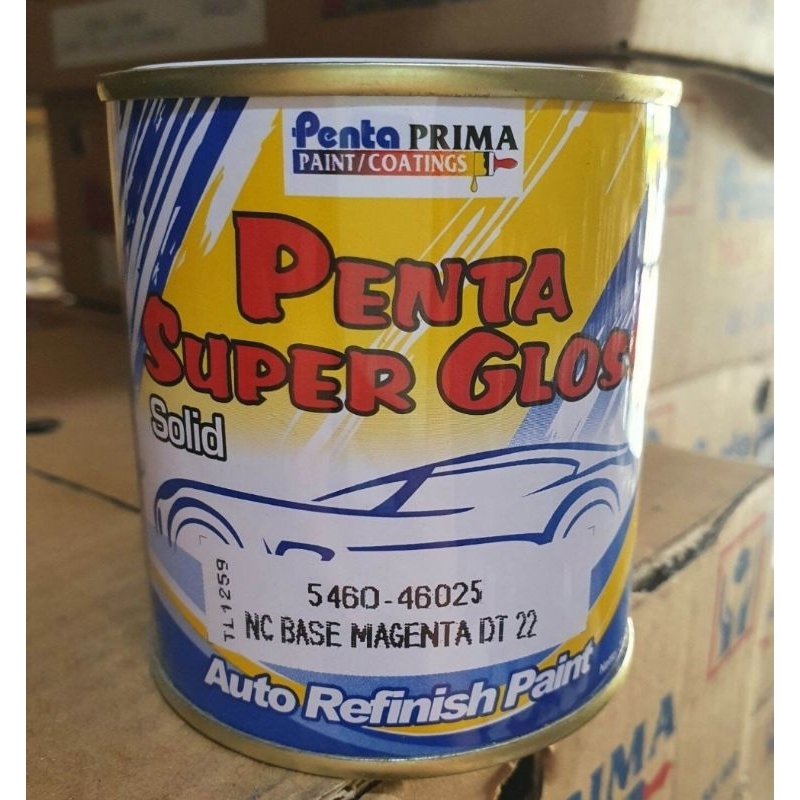 Penta PRIMA
PAINT/COATINGS
PENTA
SUPER GLOSS
Solid
TL1259
5460-46025
NC BASE MAGENTA DT 22
Auto Refinish Paint
PRIMA